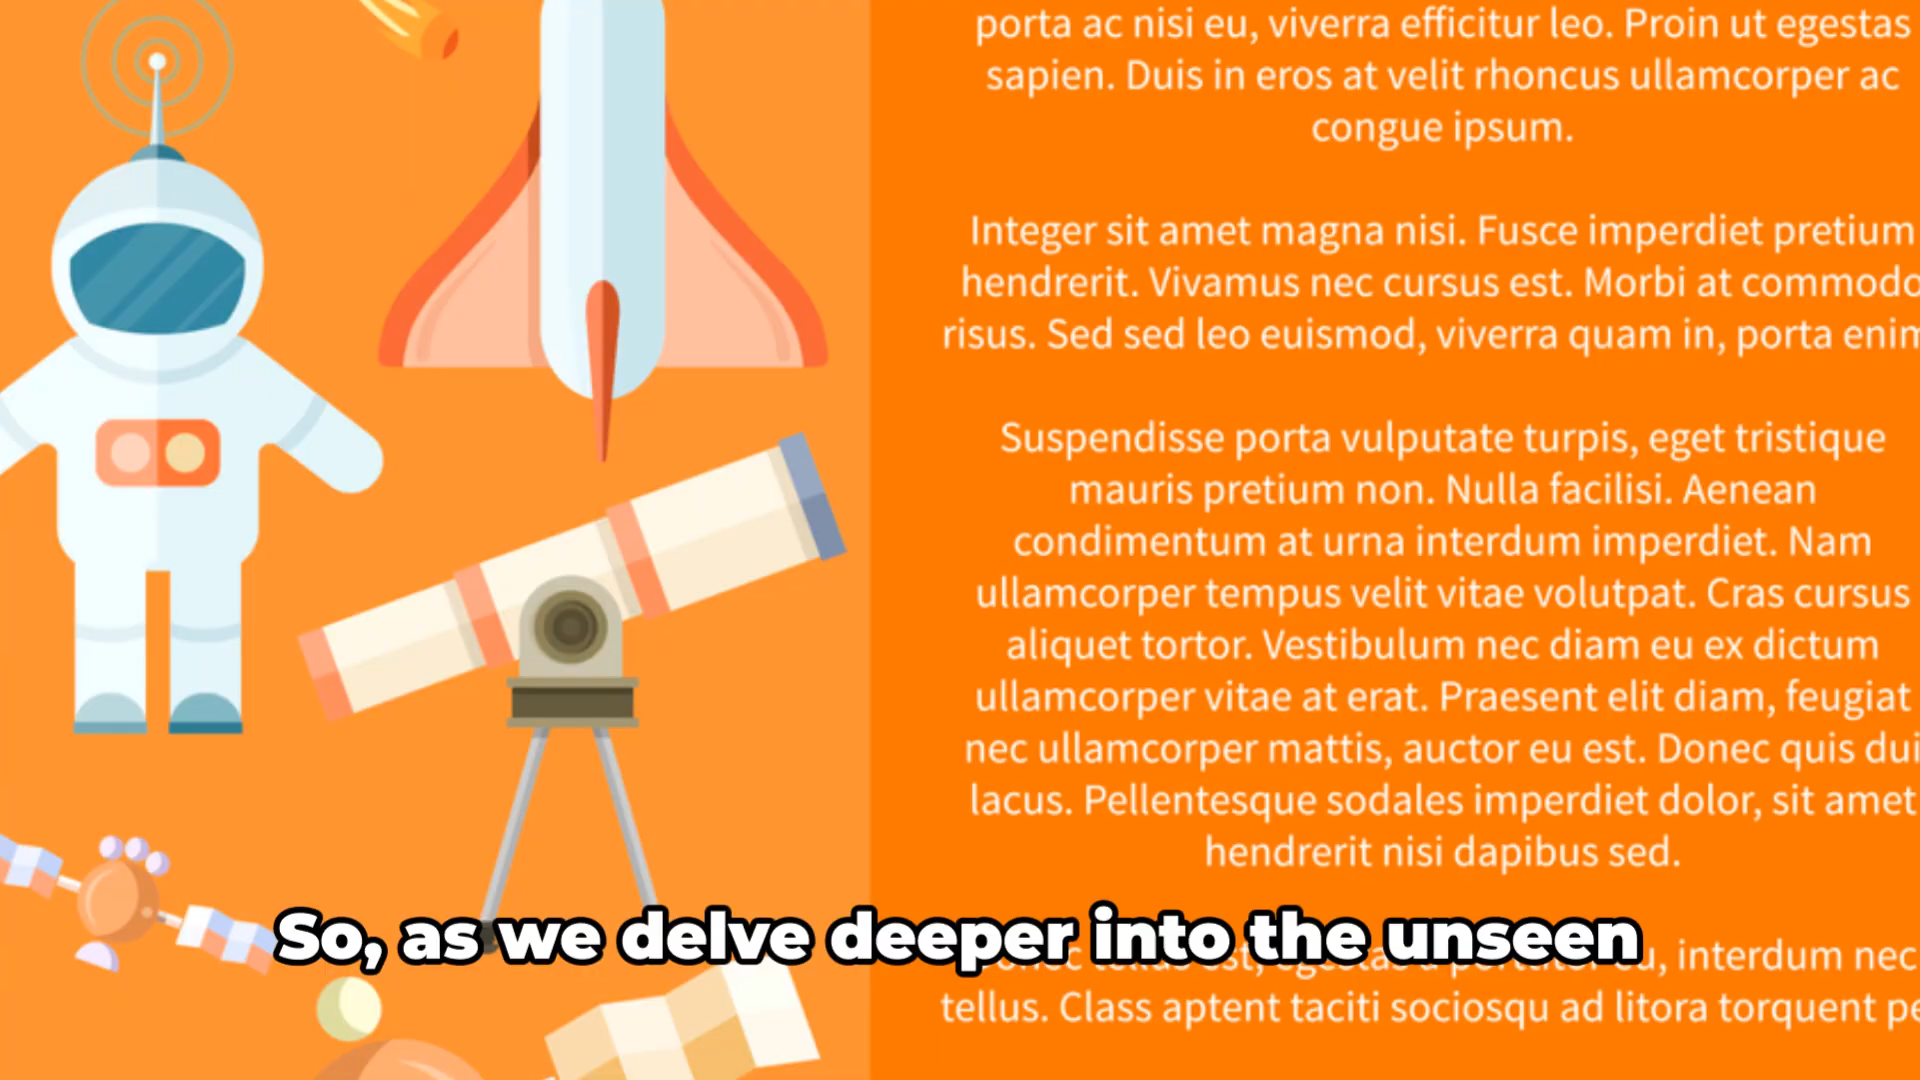 porta ac nisi eu, viverra efficitur leo. Proin ut egestas
sapien. Duis in eros at velit rhoncus ullamcorper ac
congue ipsum.
Integer sit amet magna nisi. Fusce imperdiet pretium
hendrerit. Vivamus nec cursus est. Morbi at commodo
risus. Sed sed leo euismod, viverra quam in, porta enim
Suspendisse porta vulputate turpis, eget tristique
mauris pretium non. Nulla facilisi. Aenean
condimentum at urna interdum imperdiet. Nam
ullamcorper tempus velit vitae volutpat. Cras cursus
aliquet tortor. Vestibulum nec diam eu ex dictum
ullamcorper vitae at erat. Praesent elit diam, feugiat
nec ullamcorper mattis, auctor eu est. Donec quis dui
lacus. Pellentesque sodales imperdiet dolor, sit amet
hendrerit nisi dapibus sed.
So, as we delve deeper into the unseen
interdum nec
tellus. Class aptent taciti sociosqu ad litora torquent